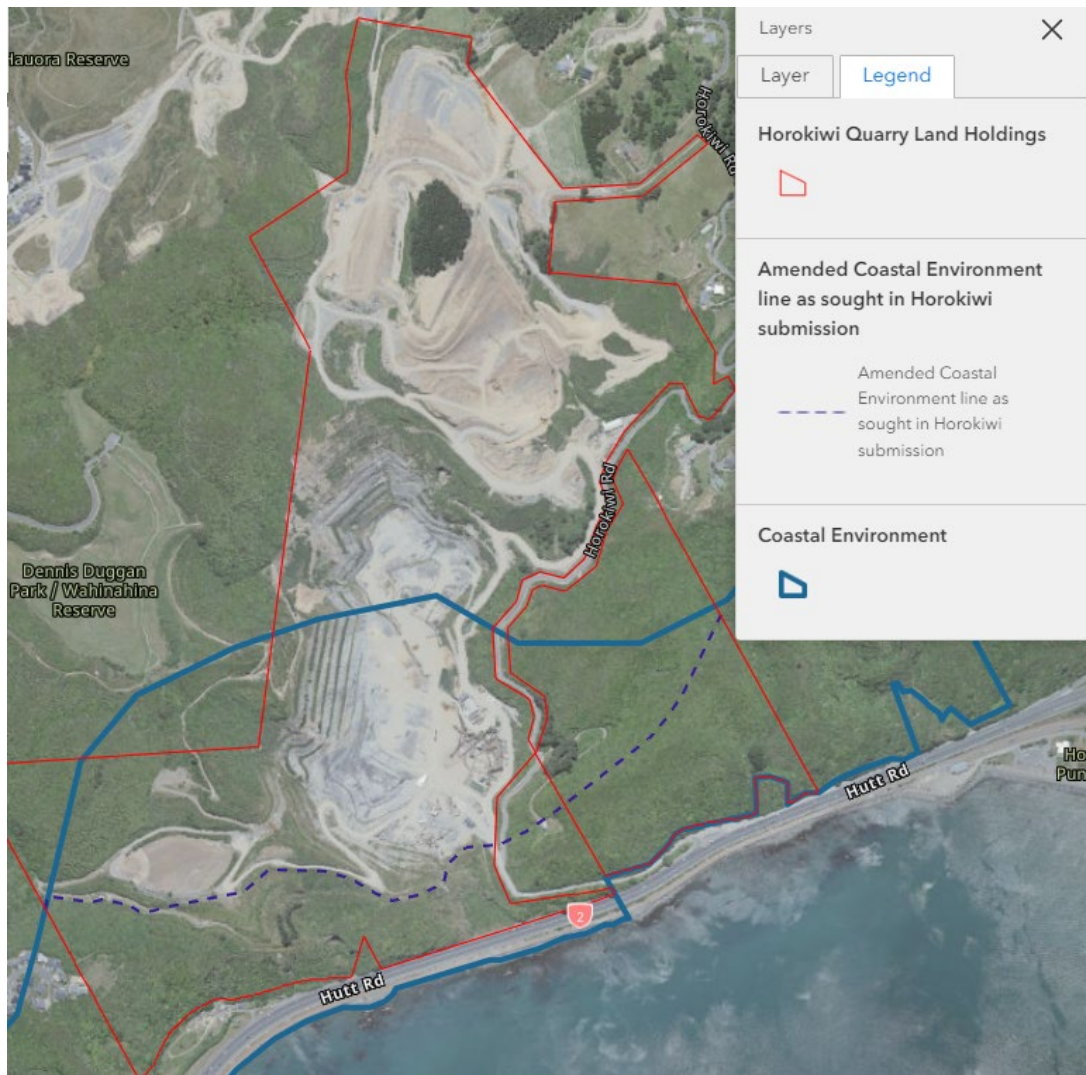 Hauora Reserve
Horokiwi Rd
Horokiwi Rd
Dennis Duggan
Park / Wahinahina
Reserve
Hutt Rd
2
Hutt Rd
Layers
Layer
Legend
Horokiwi Quarry Land Holdings
Amended Coastal Environment
line as sought in Horokiwi
submission
Amended Coastal
Environment line as
sought in Horokiwi
submission
Coastal Environment